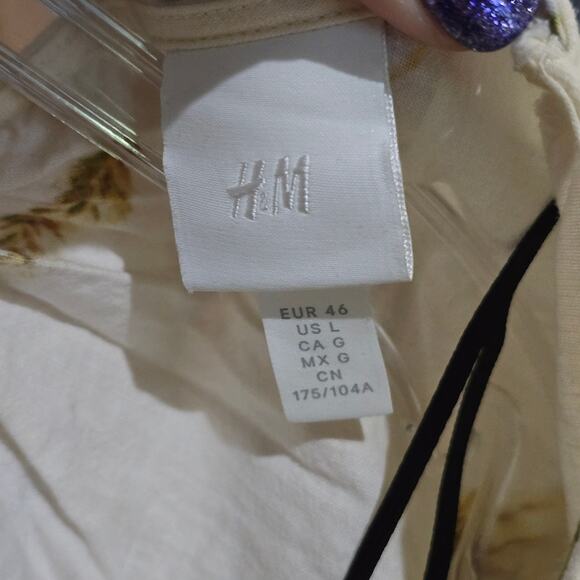 H&M
EUR 46
US L
CA G
MX G
CN
175/104A